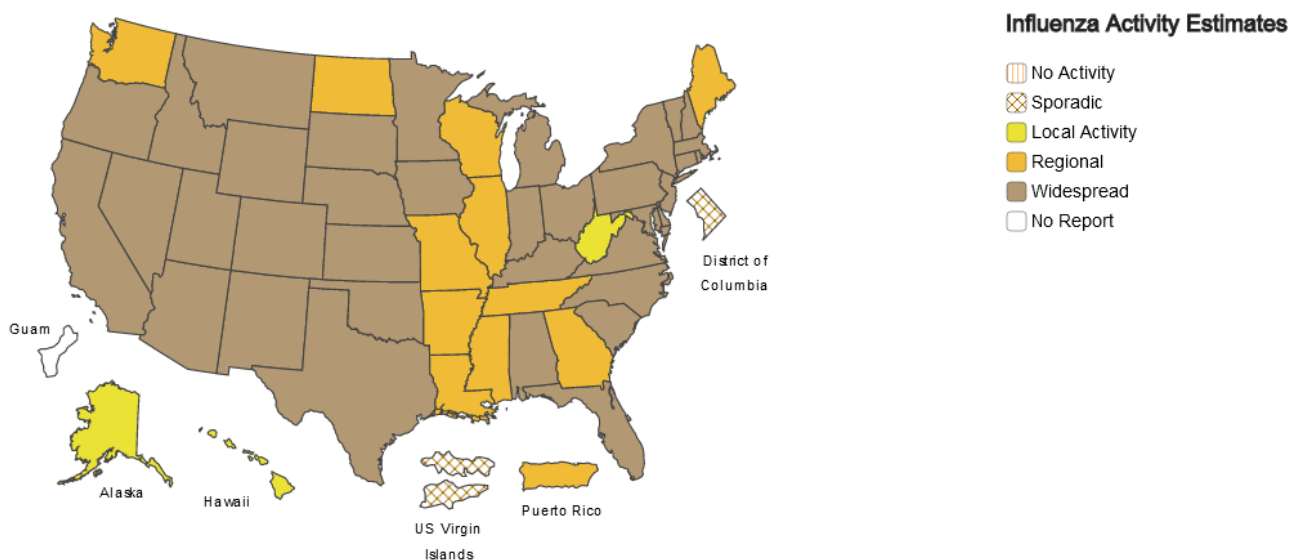 Influenza Activity Estimates
No Activity
Sporadic
Local Activity
Regional
Widespread
No Report
District of
Columbia
Guam
Alaska
Hawaii
US Virgin
Islands
Puerto Rico